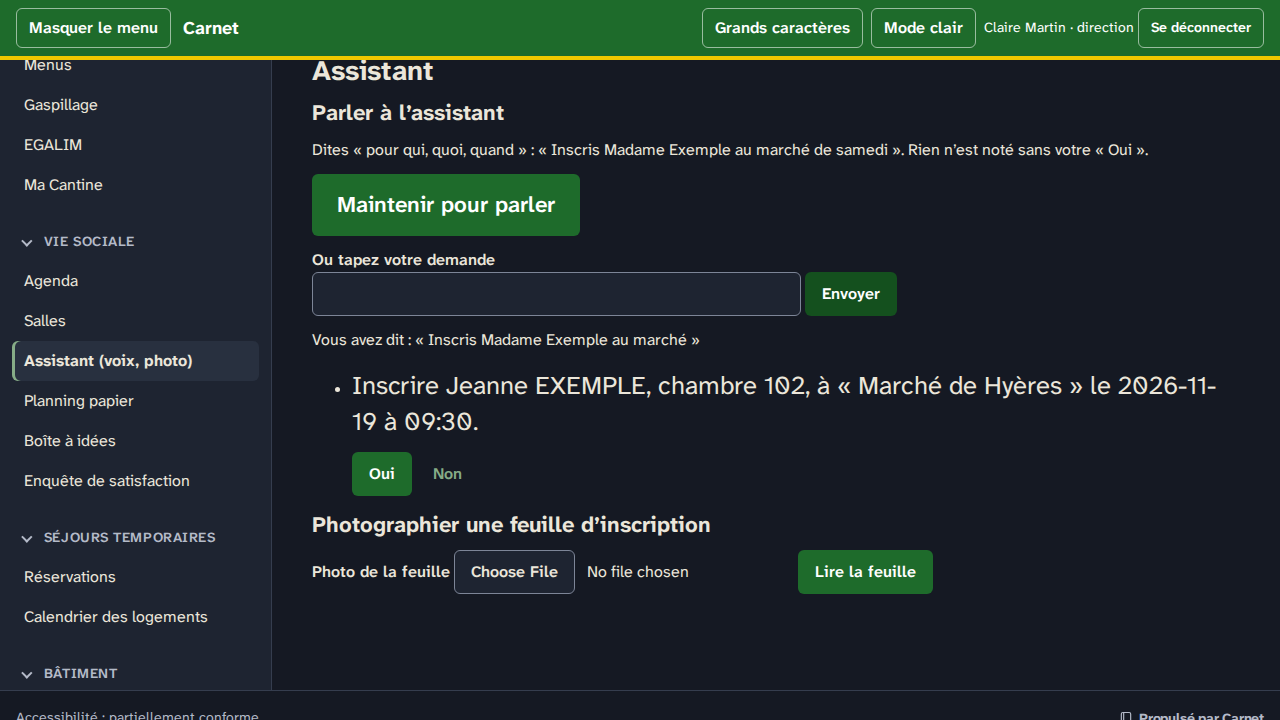 Masquer le menu
Carnet
Grands caractères
Mode clair
Claire Martin · direction
Se déconnecter
Menus
Gaspillage
EGALIM
Ma Cantine
VIE SOCIALE
Agenda
Salles
Assistant (voix, photo)
Planning papier
Boîte à idées
Enquête de satisfaction
SÉJOURS TEMPORAIRES
Réservations
Calendrier des logements
BÂTIMENT
Assistant
Parler à l’assistant
Dites « pour qui, quoi, quand » : « Inscris Madame Exemple au marché de samedi ». Rien n’est noté sans votre « Oui ».
Maintenir pour parler
Ou tapez votre demande
Envoyer
Vous avez dit : « Inscris Madame Exemple au marché »
Inscrire Jeanne EXEMPLE, chambre 102, à « Marché de Hyères » le 2026-11-
19 à 09:30.
Oui
Non
Photographier une feuille d’inscription
Photo de la feuille
Choose File
No file chosen
Lire la feuille
Accessibilité : partiellement conforme
Propulsé par Carnet